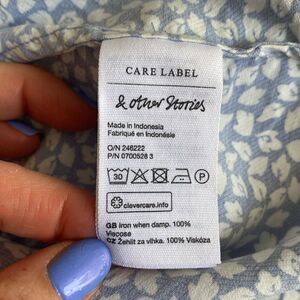 CARE LABEL
& other Stories
Made in Indonesia
Fabriqué en Indonésie
O/N 246222
P/N 0700528 3
30 P
clevercare.info
GB Iron when damp. 100%
Viscose
CZ Žehlit za vlhka. 100% Viskóza